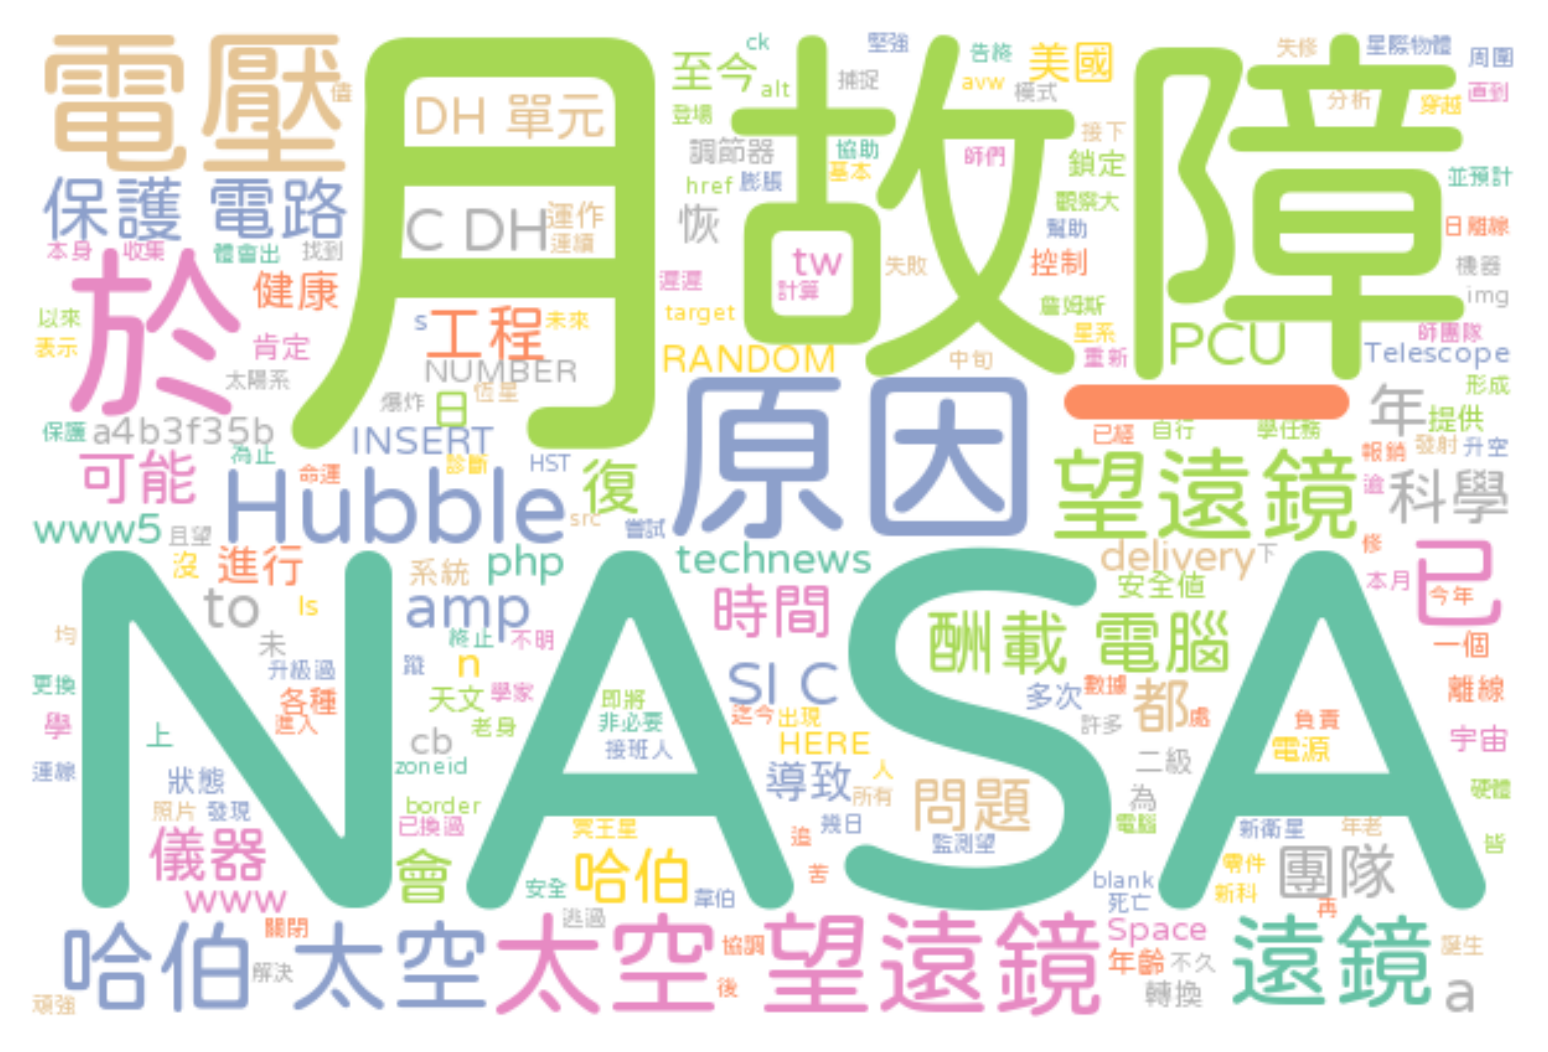 電壓
月
故障
DH 單元
至今
ck
alt
堅強
捕捉
告終
avw
模式
美國
失修
星際物體
周圍
分析
穿越
直到
登場
調節器
協助
基本
師們
接下
鎖定
並預計
href
膨脹
保護 電路
C DH
運作
連續
恢
觀察大
幫助
日離線
本身
收集
體會出
找到
於
健康
遲遲
tw
計算
失敗
控制
機器
img
以來
表示
肯定
太陽系
s
工程
未來
target
詹姆斯
星系
重新
PCU
師團隊
Telescope
RANDOM
中旬
NUMBER
爆炸
日
恆星
原因
一
年
形成
提供
保護
a4b3f35b
為止
INSERT
已經
自行
學任務
報銷
發射
升空
可能
命運
診斷
HST
Hubble
復
望遠鏡
逾
科學
www5
且望
src
嘗試
沒
進行
系統
php
technews
delivery
下
修
安全值
本月
今年
已
NASA
to
ls
amp
時間
酬載 電腦
均
未
終止
不明
一個
升級過
蹤
n
SI C
多次
數據
離線
更換
各種
天文
學家
即將
都
處
學
進入
老身
非必要
迄今
出現
許多
負責
上
cb
接班人
HERE
電源
宇宙
連線
zoneid
狀態
導致
人
二級
所有
問題
為
硬體
照片
發現
border
已換過
冥王星
追
幾日
電腦
新衛星
年老
儀器
監測望
皆
會
哈伯
苦
零件
團隊
www
安全
韋伯
blank
死亡
新科
再
逃過
哈伯
關閉
解決
太空
太空
協調
望遠鏡
後
Space
年齡
不久
轉換
遠鏡
誕生
a
頑強